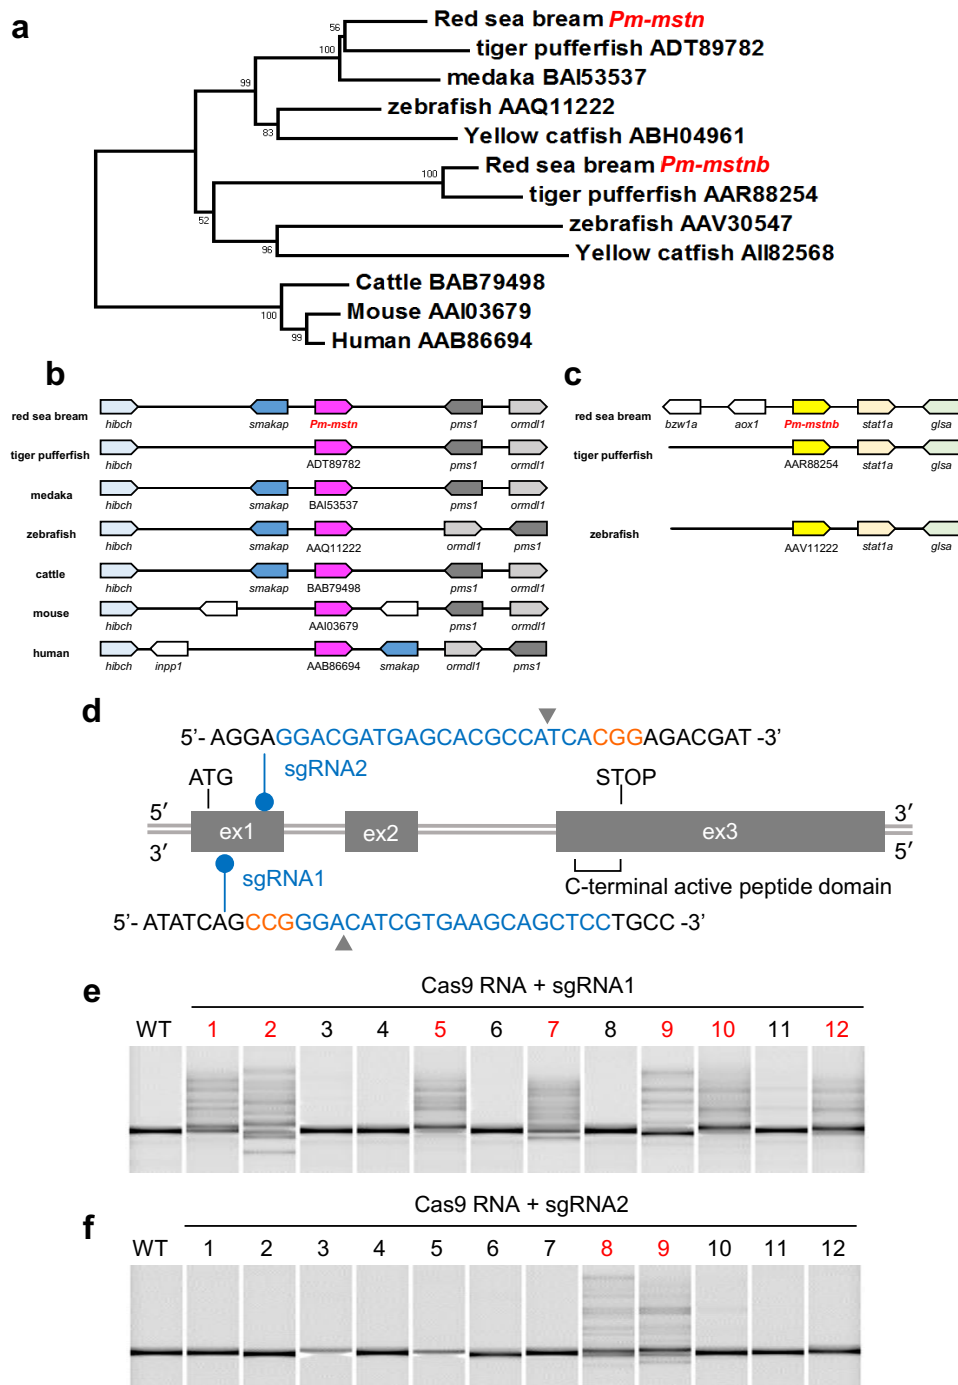 a
Red sea bream Pm-mstn
tiger pufferfish ADT89782
medaka BAI53537
zebrafish AAQ11222
Yellow catfish ABH04961
Red sea bream Pm-mstnb
tiger pufferfish AAR88254
zebrafish AAV30547
Yellow catfish AII82568
Cattle BAB79498
Mouse AAI03679
Human AAB86694
56
100
99
83
100
52
96
100
99
b
red sea bream
hibch smakap Pm-mstn pms1 ormdl1
tiger pufferfish
hibch ADT89782 pms1 ormdl1
medaka
hibch smakap BAI53537 pms1 ormdl1
zebrafish
hibch smakap AAQ11222 ormdl1 pms1
cattle
hibch smakap BAB79498 pms1 ormdl1
mouse
hibch AAI03679 pms1 ormdl1
human
hibch inpp1 AAB86694 smakap ormdl1 pms1
c
red sea bream
bzw1a aox1 Pm-mstnb stat1a glsa
tiger pufferfish
AAR88254 stat1a glsa
zebrafish
AAV11222 stat1a glsa
d
5’- AGGAGGACGATGAGCACGCCATCACGGAGACGAT -3’
sgRNA2
ATG STOP
5′ 3′
ex1 ex2 ex3
3′ 5′
sgRNA1
C-terminal active peptide domain
5’- ATATCAGCCGGGACATCGTGAAGCAGCTCCTGCC -3’
e
Cas9 RNA + sgRNA1
WT 1 2 3 4 5 6 7 8 9 10 11 12
f
Cas9 RNA + sgRNA2
WT 1 2 3 4 5 6 7 8 9 10 11 12